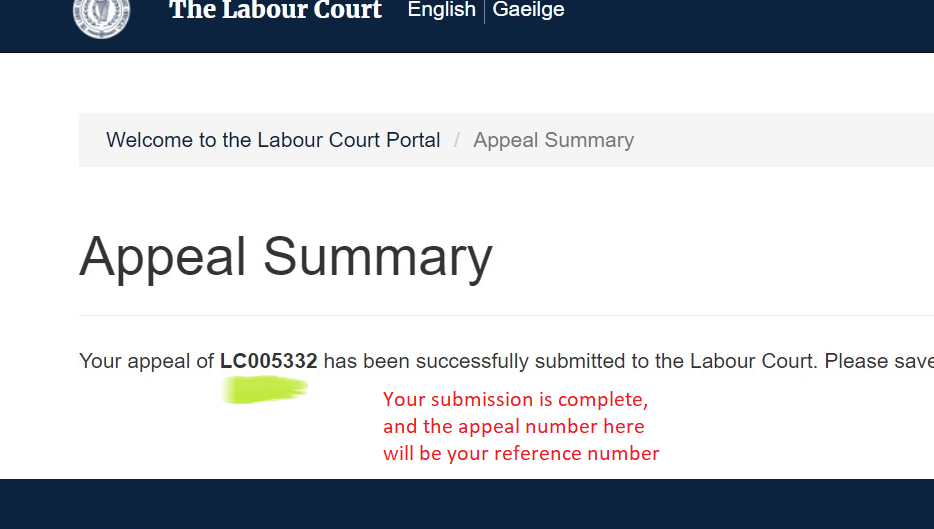 The Labour Court English Gaeilge
Welcome to the Labour Court Portal / Appeal Summary
Appeal Summary
Your appeal of LC005332 has been successfully submitted to the Labour Court. Please save
Your submission is complete,
and the appeal number here
will be your reference number